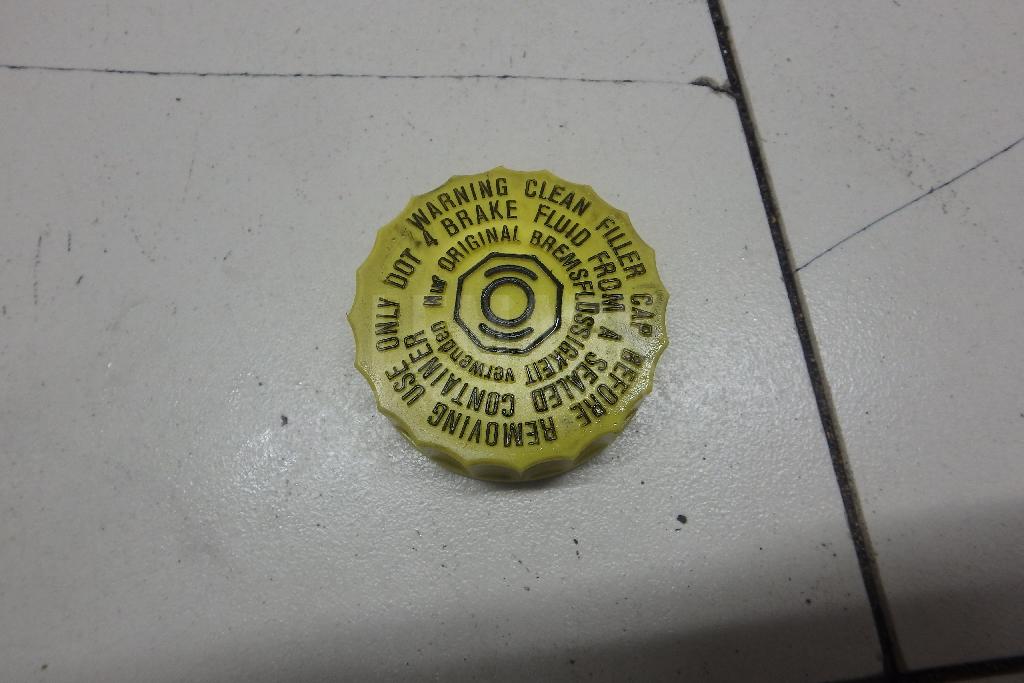 WARNING CLEAN FILLER CAP BEFORE REMOVING USE ONLY DOT 4 BRAKE FLUID FROM A SEALED CONTAINER
Nur ORIGINAL BREMSFLÜSSIGKEIT verwenden